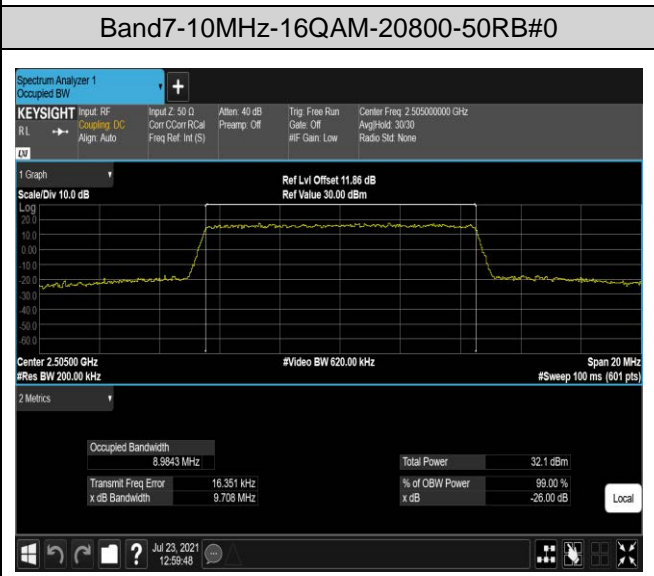 Band7-10MHz-16QAM-20800-50RB#0
Spectrum Analyzer 1
Occupied BW
+
KEYSIGHT Input: RF Input Z: 50 Ω Atten: 40 dB Trig: Free Run Center Freq: 2.505000000 GHz
RL Coupling: DC Corr CCorr RCal Preamp: Off Gate: Off Avg|Hold: 30/30
Align: Auto Freq Ref: Int (S) #IF Gain: Low Radio Std: None
LXI
1 Graph Ref Lvl Offset 11.86 dB
Scale/Div 10.0 dB Ref Value 30.00 dBm
Log
20.0
10.0
0.00
-10.0
-20.0
-30.0
-40.0
-50.0
-60.0
Center 2.50500 GHz #Video BW 620.00 kHz Span 20 MHz
#Res BW 200.00 kHz #Sweep 100 ms (601 pts)
2 Metrics
Occupied Bandwidth
8.9843 MHz Total Power 32.1 dBm
Transmit Freq Error 16.351 kHz % of OBW Power 99.00 %
x dB Bandwidth 9.708 MHz x dB -26.00 dB
Local
? Jul 23, 2021
12:59:48